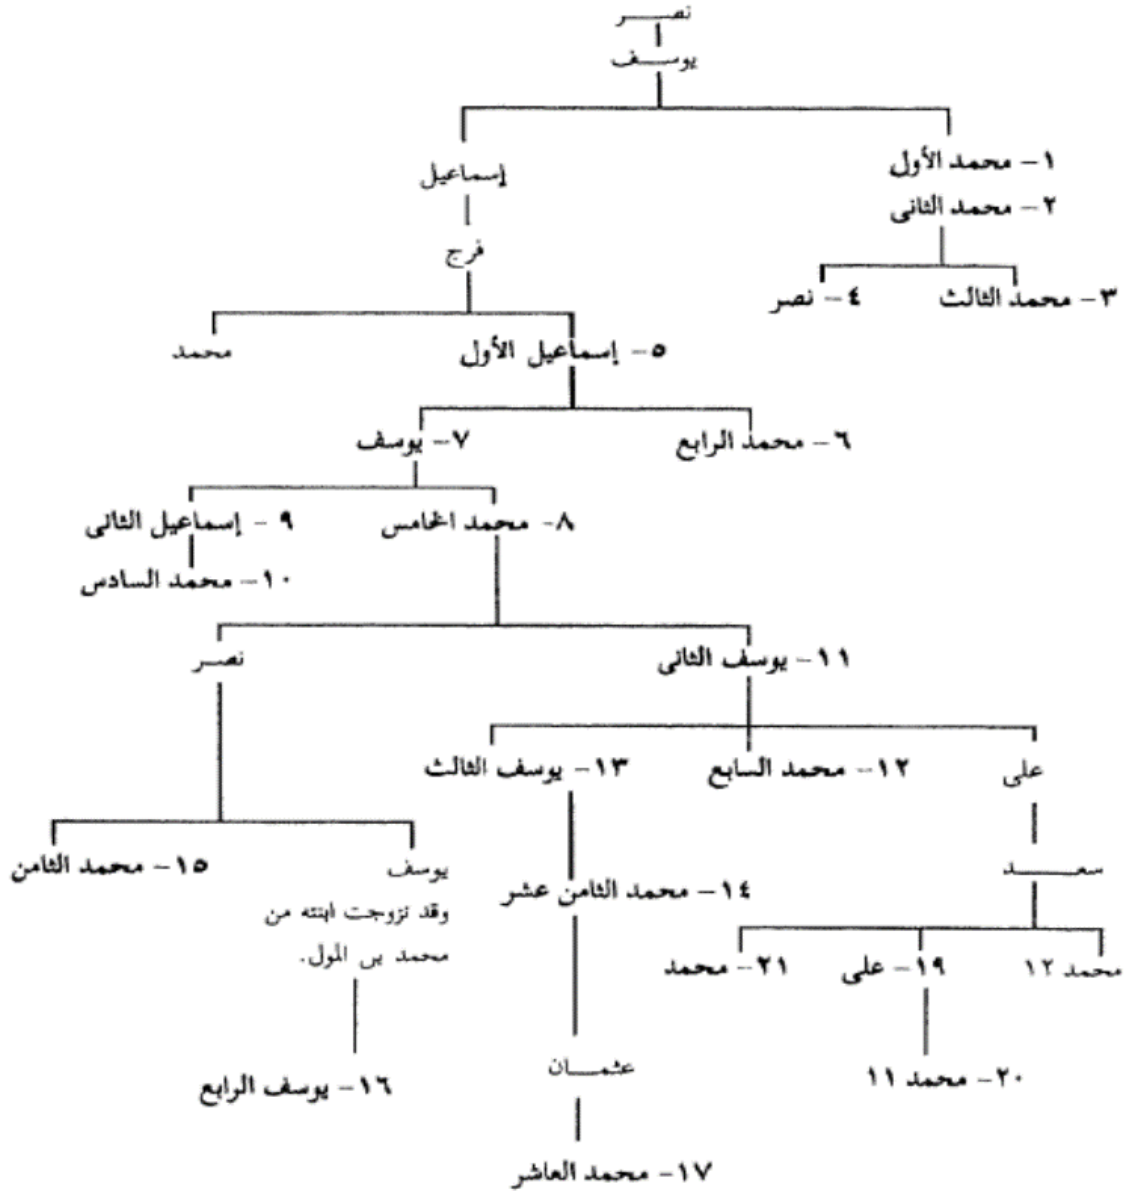 نصر
يوسف
١- محمد الأول
إسماعيل
٢- محمد الثانى
فرج
٣- محمد الثالث
٤- نصر
٥- إسماعيل الأول
محمد
٦- محمد الرابع
٧- يوسف
٨- محمد الخامس
٩- إسماعيل الثانى
١٠- محمد السادس
١١- يوسف الثانى
نصر
على
١٢- محمد السابع
١٣- يوسف الثالث
سعد
يوسف
١٥- محمد الثامن
١٤- محمد الثامن عشر
وقد تزوجت ابنته من
محمد بن المول.
محمد ١٢
١٩- على
٢١- محمد
عثمان
٢٠- محمد ١١
١٦- يوسف الرابع
١٧- محمد العاشر